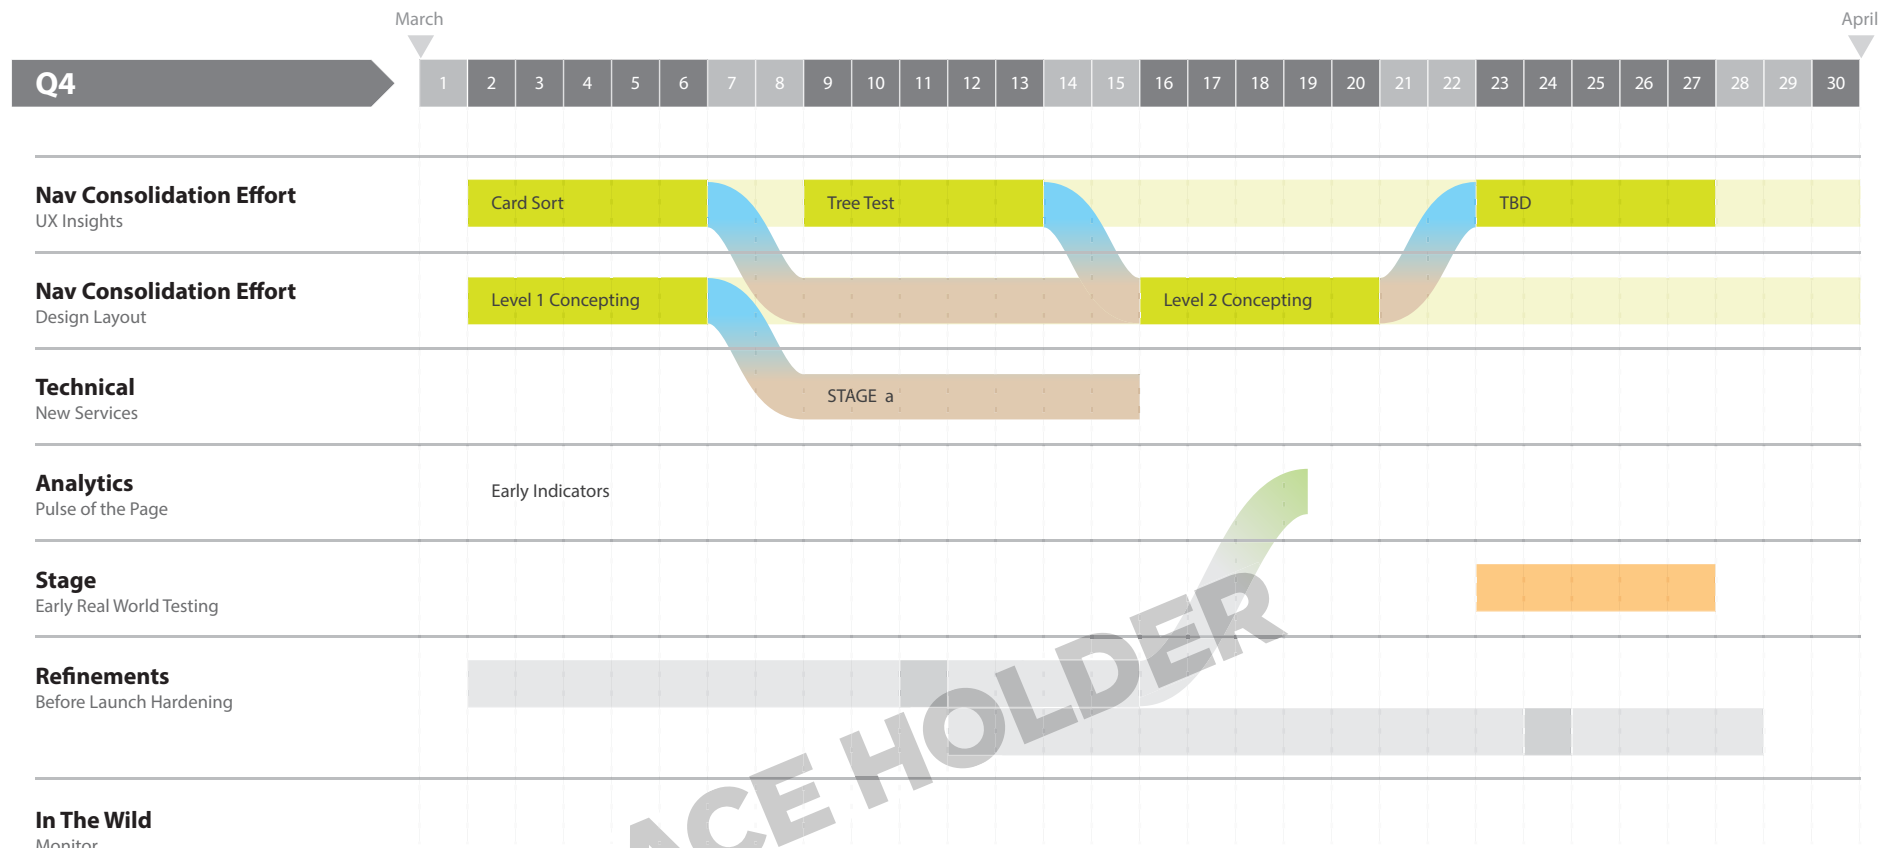 March
April
Q4
1 2 3 4 5 6 7 8 9 10 11 12 13 14 15 16 17 18 19 20 21 22 23 24 25 26 27 28 29 30
Nav Consolidation Effort
UX Insights
Card Sort
Tree Test
TBD
Nav Consolidation Effort
Design Layout
Level 1 Concepting
Level 2 Concepting
Technical
New Services
STAGE a
Analytics
Pulse of the Page
Early Indicators
Stage
Early Real World Testing
Refinements
Before Launch Hardening
ACE HOLDER
In The Wild
Monitor